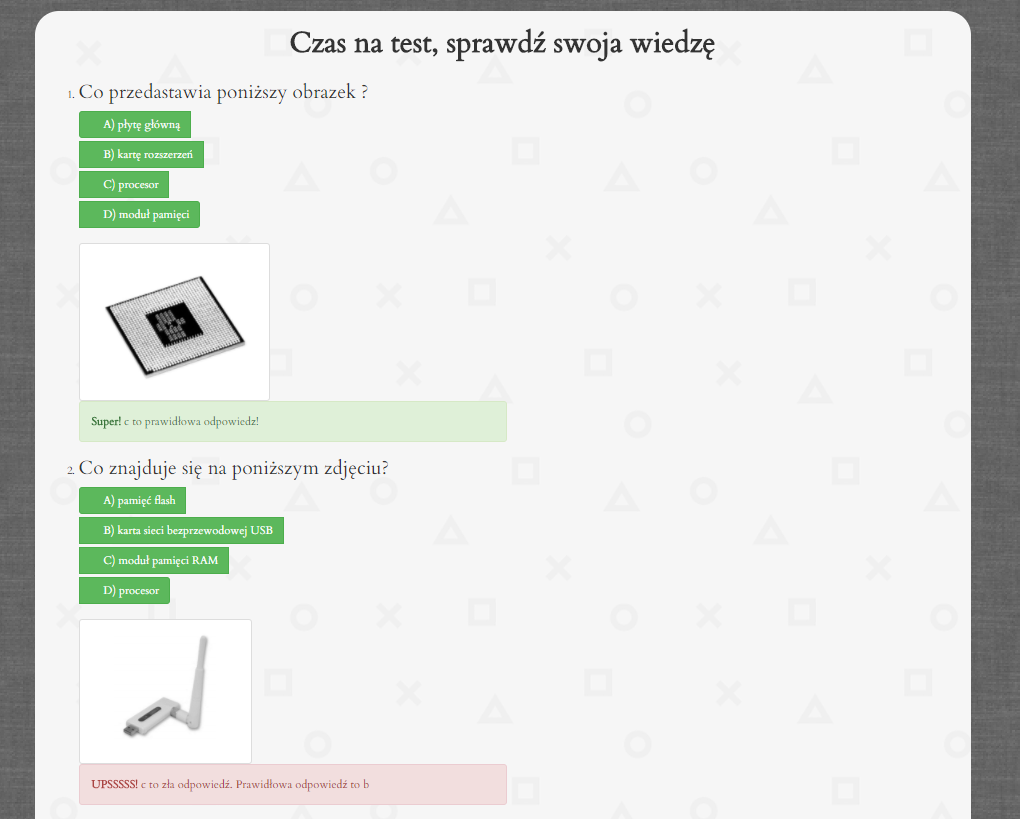 Czas na test, sprawdź swoja wiedzę
1. Co przedastawia poniższy obrazek ?
A) płytę główną
B) kartę rozszerzeń
C) procesor
D) moduł pamięci
Super! c to prawidłowa odpowiedz!
2. Co znajduje się na poniższym zdjęciu?
A) pamięć flash
B) karta sieci bezprzewodowej USB
C) moduł pamięci RAM
D) procesor
UPSSSSS! c to zła odpowiedź. Prawidłowa odpowiedź to b